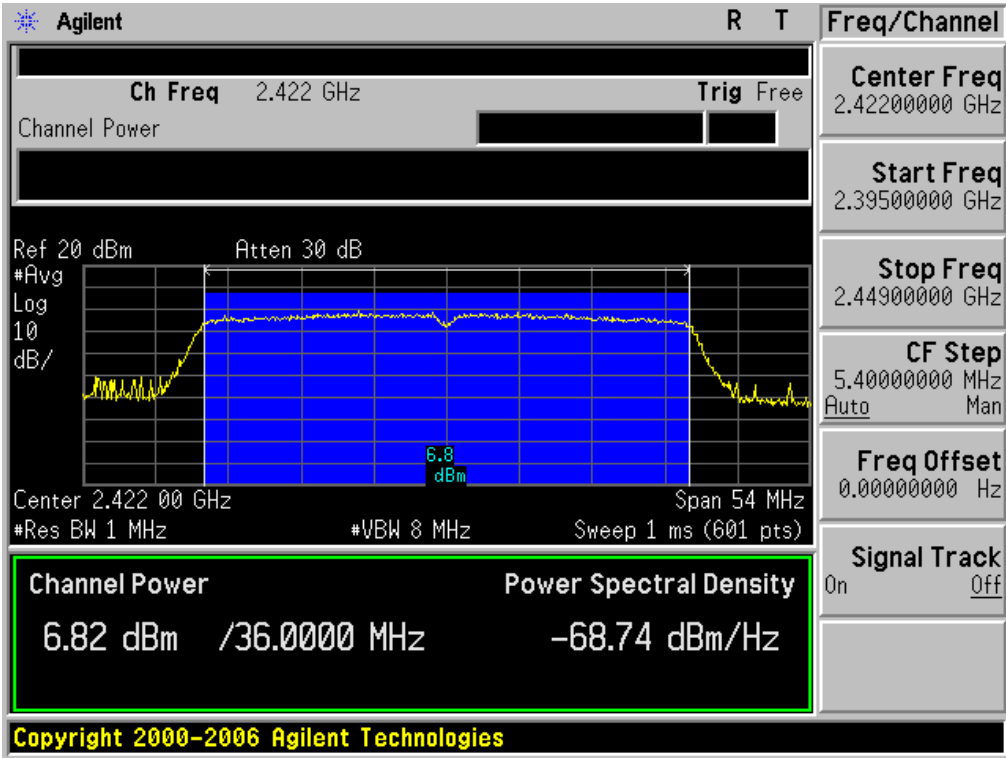 Agilent R T Freq/Channel
Ch Freq 2.422 GHz Trig Free
Channel Power
Center Freq
2.42200000 GHz
Start Freq
2.39500000 GHz
Stop Freq
2.44900000 GHz
CF Step
5.40000000 MHz
Auto Man
Freq Offset
0.00000000 Hz
Signal Track
On Off
Ref 20 dBm Atten 30 dB
#Avg
Log
10
dB/
6.8
dBm
Center 2.422 00 GHz Span 54 MHz
#Res BW 1 MHz #VBW 8 MHz Sweep 1 ms (601 pts)
Channel Power Power Spectral Density
6.82 dBm /36.0000 MHz -68.74 dBm/Hz
Copyright 2000-2006 Agilent Technologies